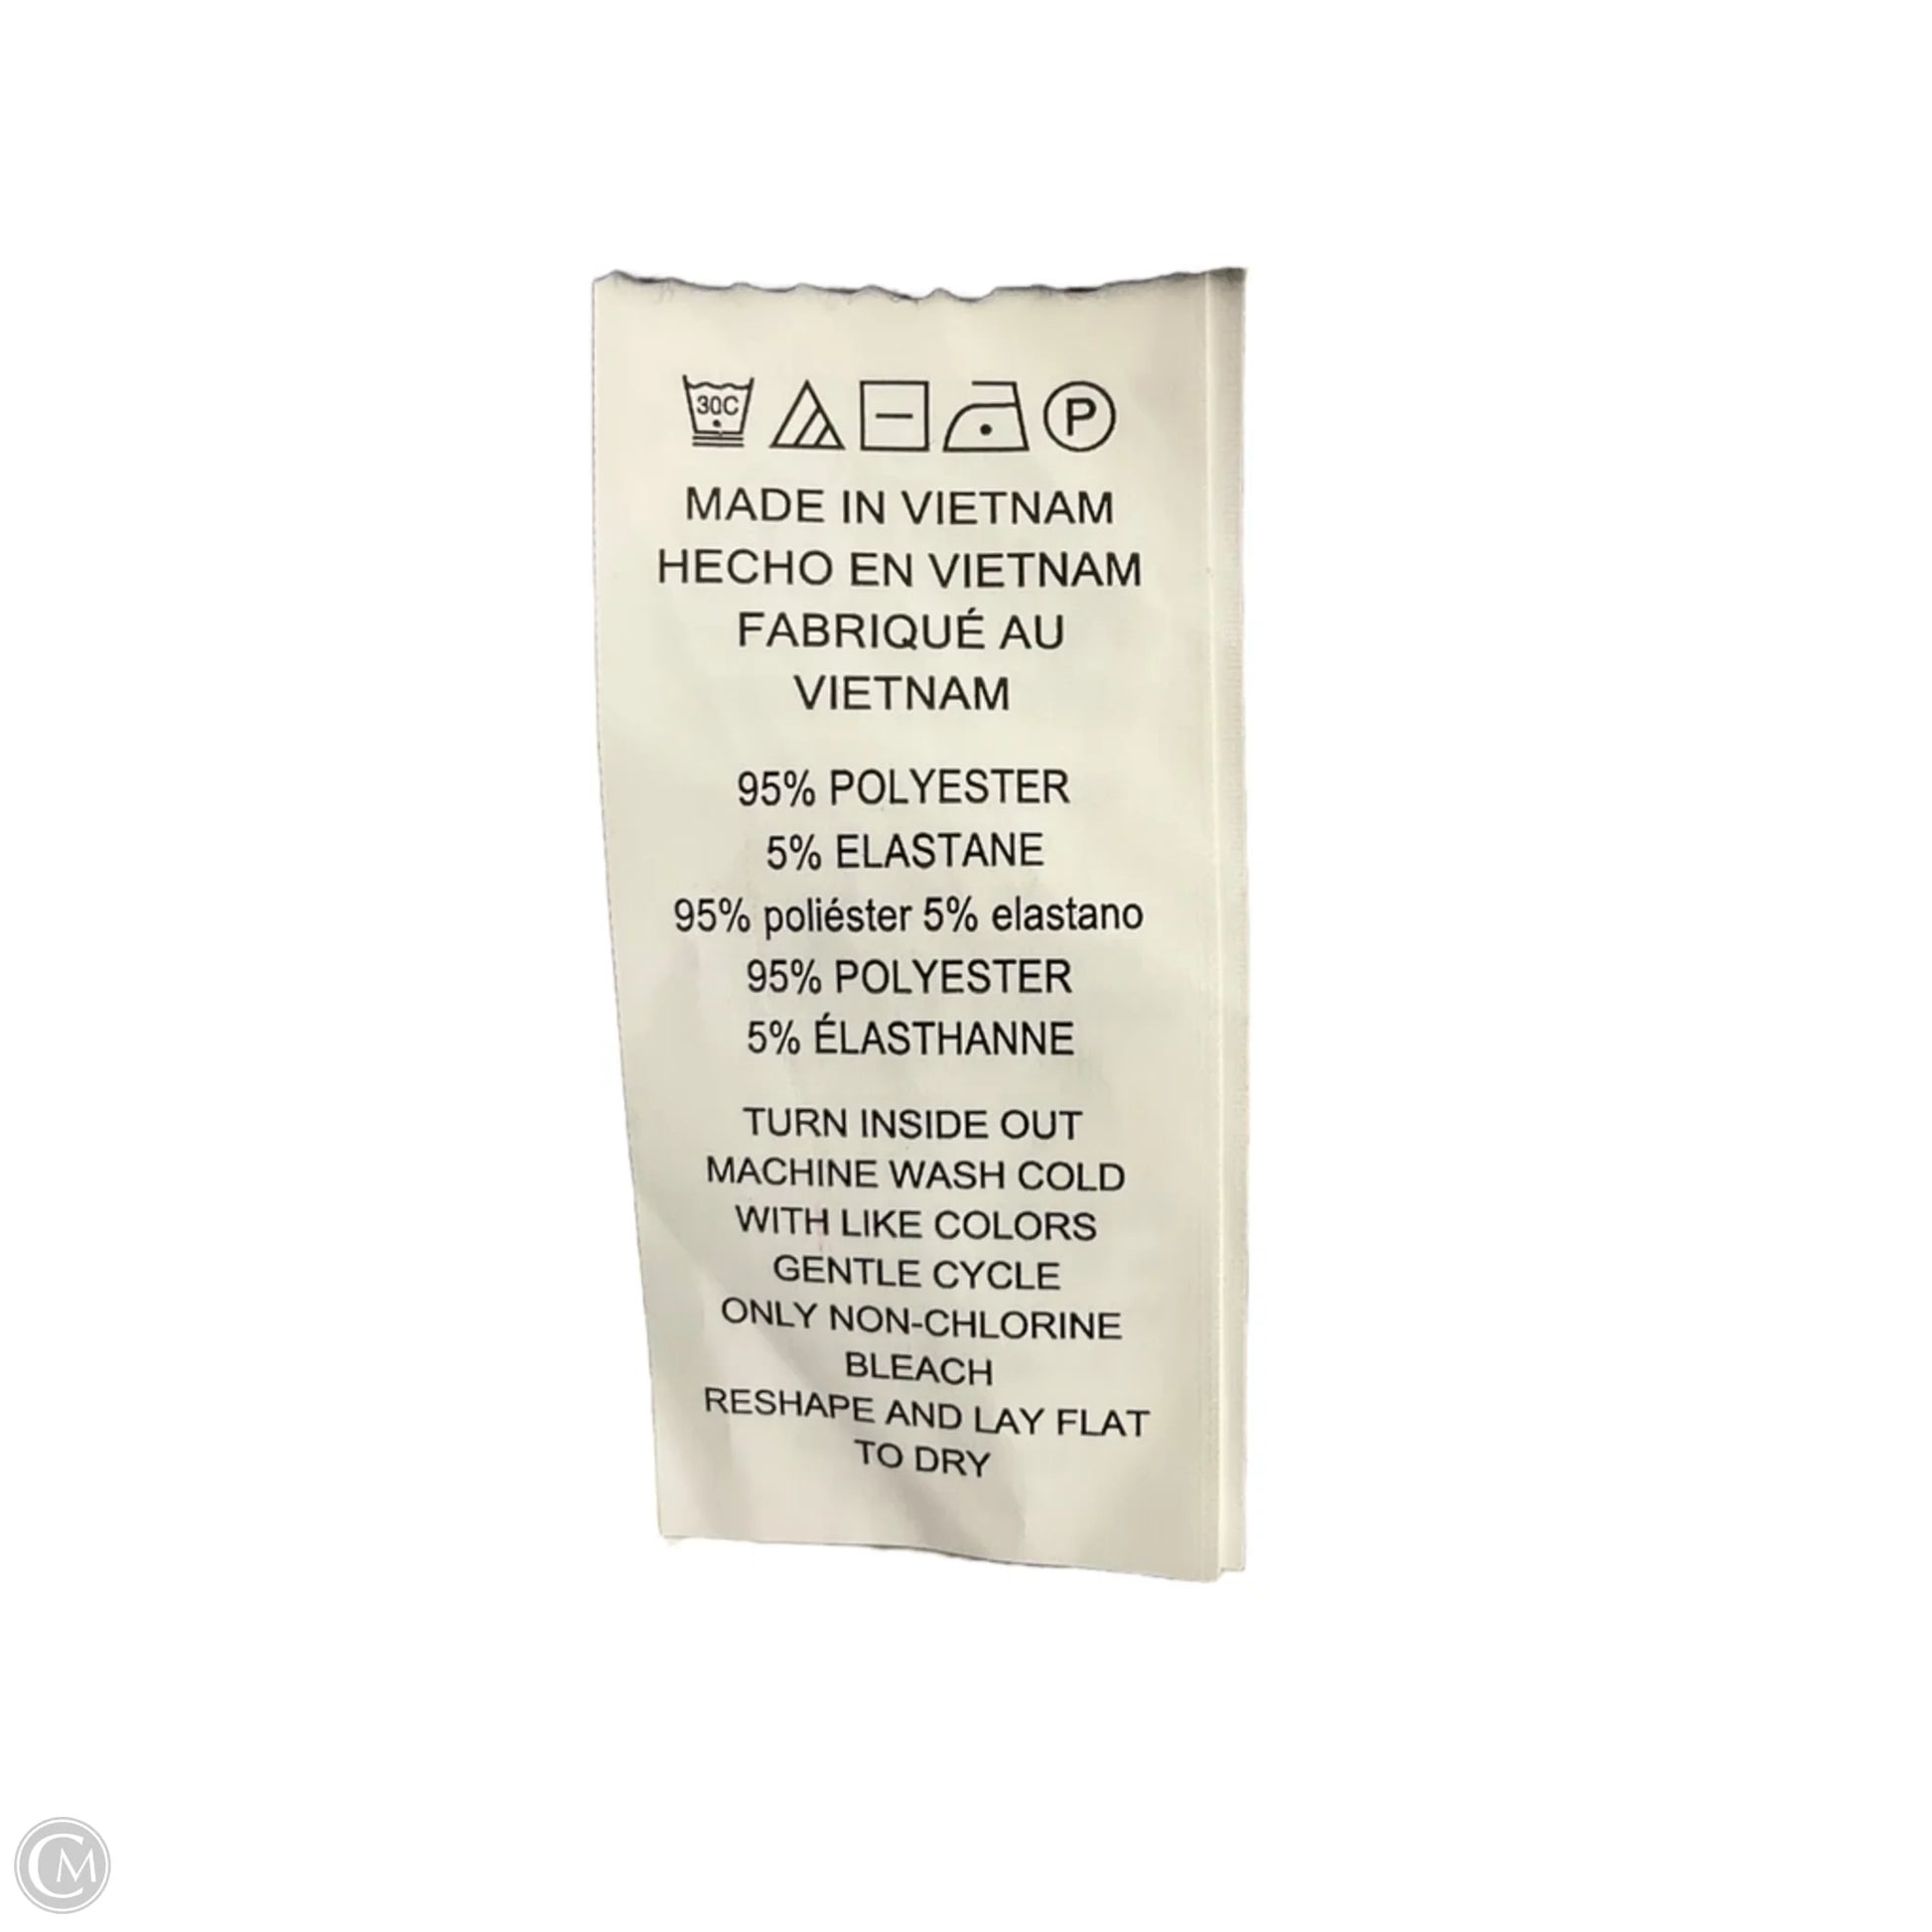 30C
P
MADE IN VIETNAM
HECHO EN VIETNAM
FABRIQUÉ AU
VIETNAM
95% POLYESTER
5% ELASTANE
95% poliéster 5% elastano
95% POLYESTER
5% ÉLASTHANNE
TURN INSIDE OUT
MACHINE WASH COLD
WITH LIKE COLORS
GENTLE CYCLE
ONLY NON-CHLORINE
BLEACH
RESHAPE AND LAY FLAT
TO DRY
CM